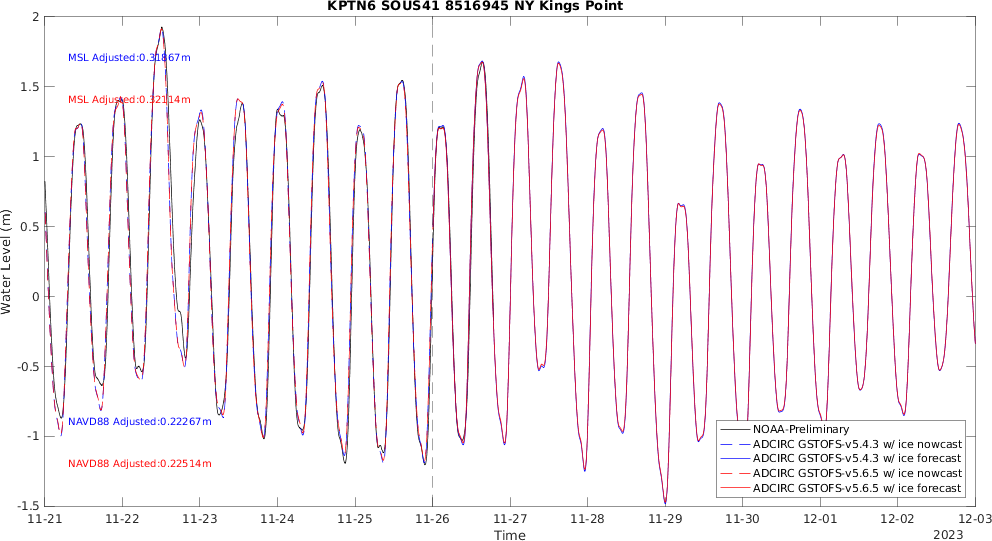 KPTN6 SOUS41 8516945 NY Kings Point
2
1.5
1
0.5
0
-0.5
-1
-1.5
Water Level (m)
MSL Adjusted:0.31867m
MSL Adjusted:0.32114m
NAVD88 Adjusted:0.22267m
NAVD88 Adjusted:0.22514m
NOAA-Preliminary
ADCIRC GSTOFS-v5.4.3 w/ ice nowcast
ADCIRC GSTOFS-v5.4.3 w/ ice forecast
ADCIRC GSTOFS-v5.6.5 w/ ice nowcast
ADCIRC GSTOFS-v5.6.5 w/ ice forecast
11-21 11-22 11-23 11-24 11-25 11-26 11-27 11-28 11-29 11-30 12-01 12-02 12-03
Time
2023